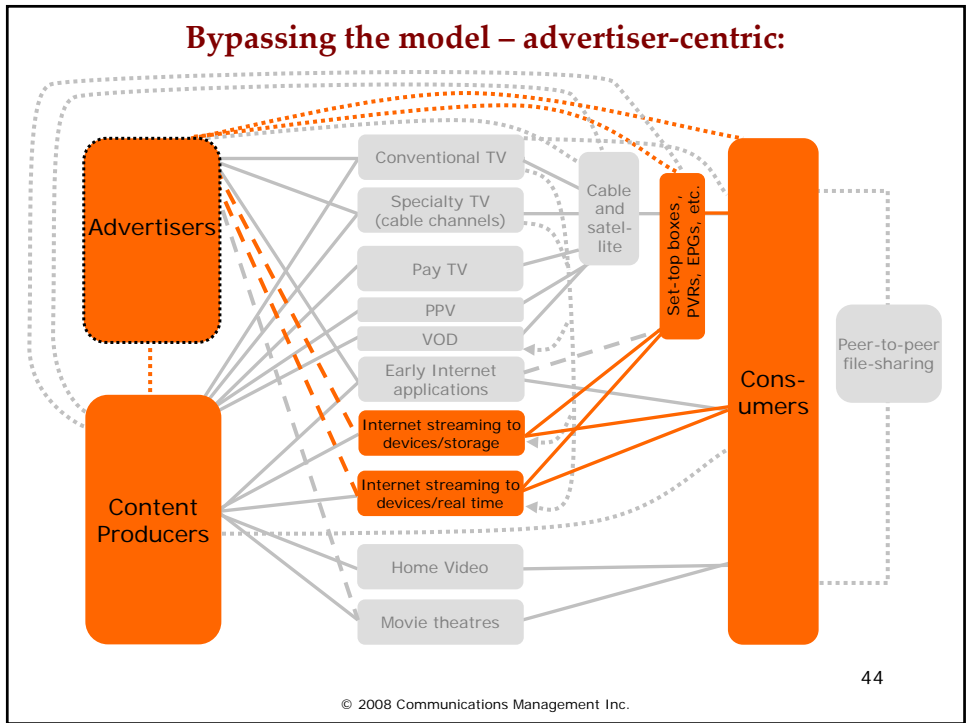 Bypassing the model – advertiser-centric:
Advertisers
Content
Producers
Conventional TV
Specialty TV
(cable channels)
Pay TV
PPV
VOD
Early Internet
applications
Internet streaming to
devices/storage
Internet streaming to
devices/real time
Home Video
Movie theatres
Cable
and
satel-
lite
Set-top boxes,
PVRs, EPGs, etc.
Cons-
umers
Peer-to-peer
file-sharing
44
© 2008 Communications Management Inc.